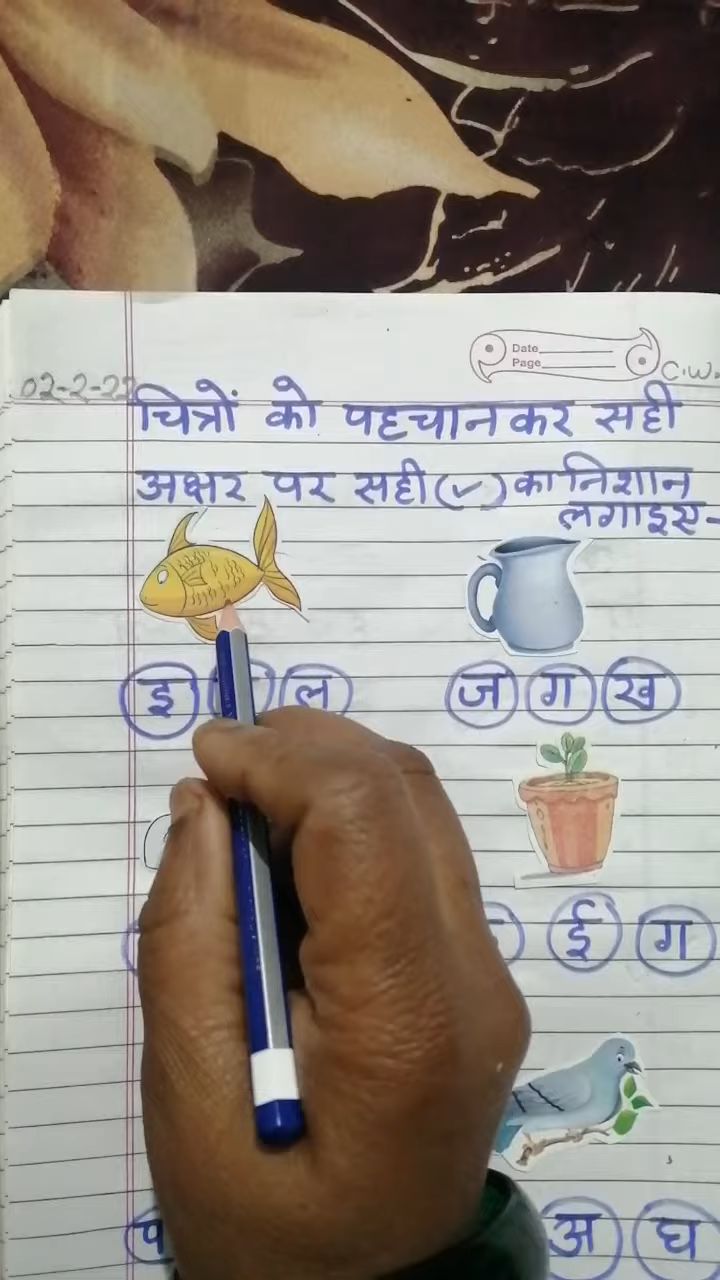 Date
Page
C.W.
02-2-22
चित्रों को पहचानकर सही
अक्षर पर सही (✓) का निशान
लगाइए-
इ ल ज ग ख
ई ग
प अ घ